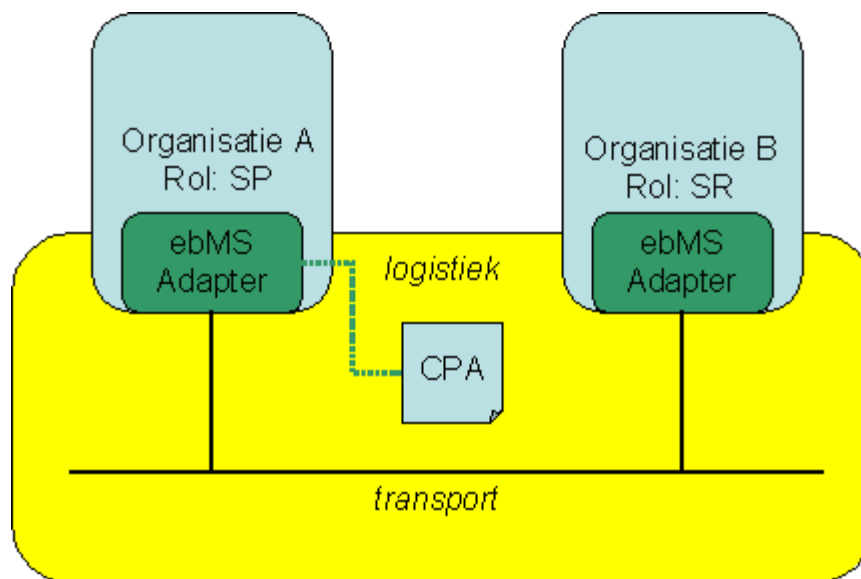 Organisatie A
Rol: SP
Organisatie B
Rol: SR
ebMS
Adapter
logistiek
ebMS
Adapter
CPA
transport